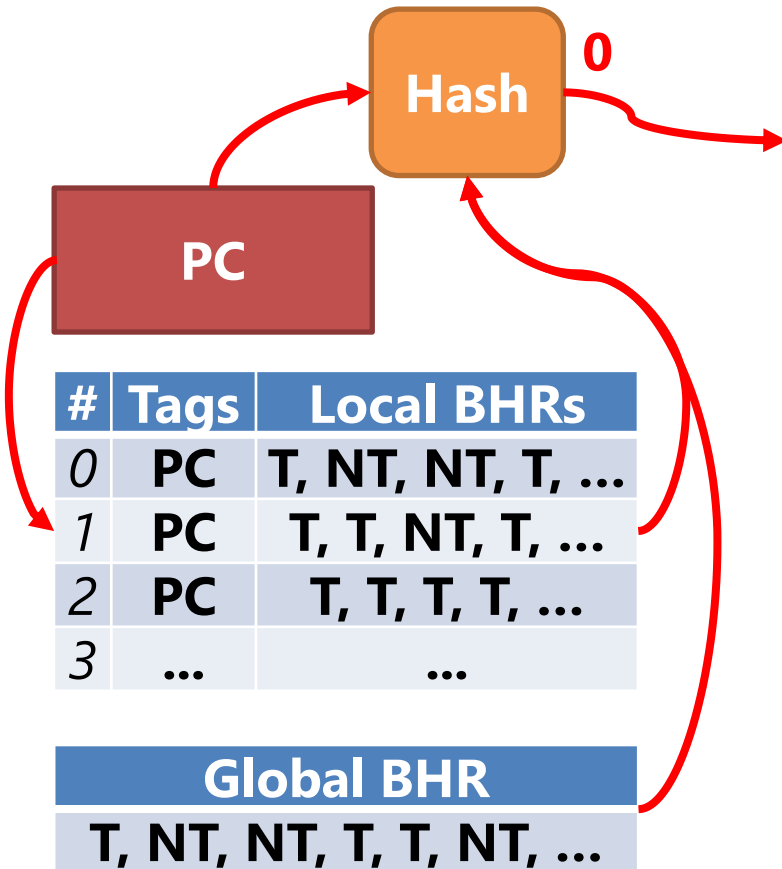 0
Hash
PC
# Tags Local BHRs
0 PC T, NT, NT, T, ...
1 PC T, T, NT, T, ...
2 PC T, T, T, T, ...
3 ... ...
Global BHR
T, NT, NT, T, T, NT, ...